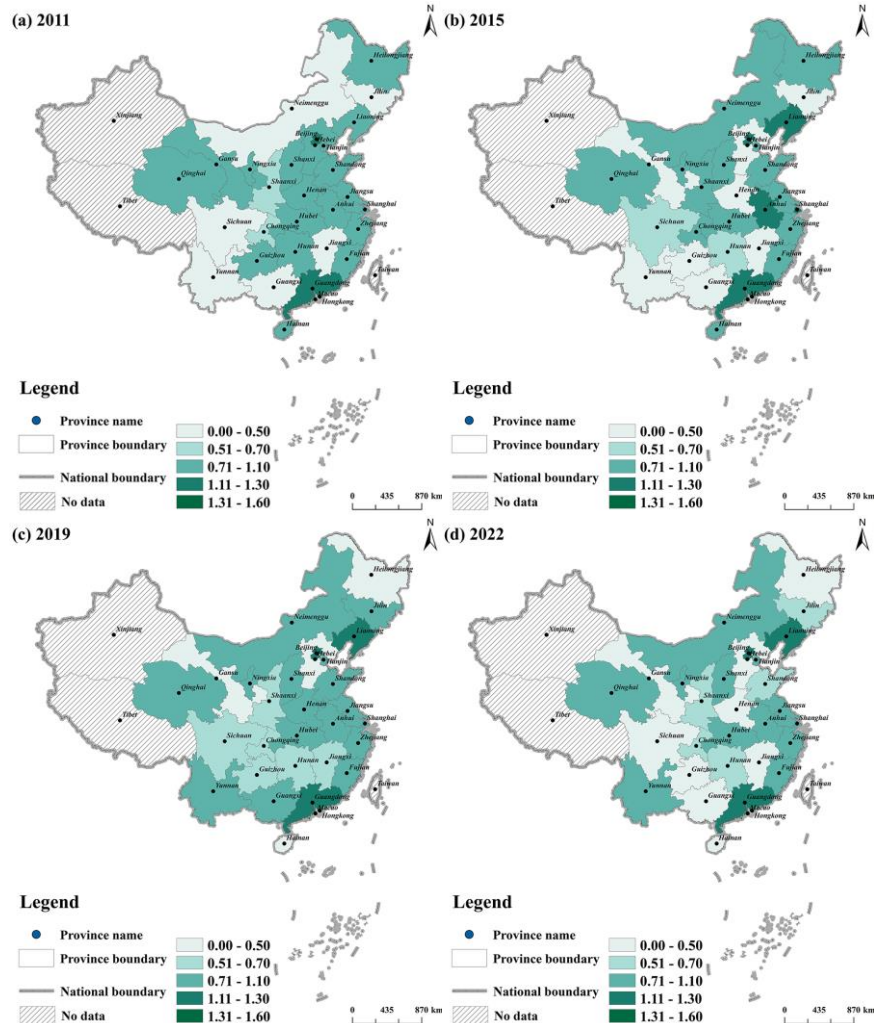 (a) 2011
N
Heilongjiang
Jilin
Xinjiang
Neimenggu
Liaoning
Beijing
Hebei
Tianjin
Gansu
Ningxia
Shanxi
Shandong
Qinghai
Shaanxi
Henan
Jiangsu
Tibet
Anhui
Shanghai
Sichuan
Hubei
Chongqing
Zhejiang
Hunan
Jiangxi
Guizhou
Fujian
Yunnan
Guangxi
Guangdong
Taiwan
Macao
Hongkong
Hainan
Legend
Province name
Province boundary
National boundary
No data
0.00 - 0.50
0.51 - 0.70
0.71 - 1.10
1.11 - 1.30
1.31 - 1.60
0 435 870 km
(b) 2015
N
Heilongjiang
Jilin
Xinjiang
Neimenggu
Liaoning
Beijing
Hebei
Tianjin
Gansu
Ningxia
Shanxi
Shandong
Qinghai
Shaanxi
Henan
Jiangsu
Tibet
Anhui
Shanghai
Sichuan
Hubei
Chongqing
Zhejiang
Hunan
Jiangxi
Guizhou
Fujian
Yunnan
Guangxi
Guangdong
Taiwan
Macao
Hongkong
Hainan
Legend
Province name
Province boundary
National boundary
No data
0.00 - 0.50
0.51 - 0.70
0.71 - 1.10
1.11 - 1.30
1.31 - 1.60
0 435 870 km
(c) 2019
N
Heilongjiang
Jilin
Xinjiang
Neimenggu
Liaoning
Beijing
Hebei
Tianjin
Gansu
Ningxia
Shanxi
Shandong
Qinghai
Shaanxi
Henan
Jiangsu
Tibet
Anhui
Shanghai
Sichuan
Hubei
Chongqing
Zhejiang
Hunan
Jiangxi
Guizhou
Fujian
Yunnan
Guangxi
Guangdong
Taiwan
Macao
Hongkong
Hainan
Legend
Province name
Province boundary
National boundary
No data
0.00 - 0.50
0.51 - 0.70
0.71 - 1.10
1.11 - 1.30
1.31 - 1.60
0 435 870 km
(d) 2022
N
Heilongjiang
Jilin
Xinjiang
Neimenggu
Liaoning
Beijing
Hebei
Tianjin
Gansu
Ningxia
Shanxi
Shandong
Qinghai
Shaanxi
Henan
Jiangsu
Tibet
Anhui
Shanghai
Sichuan
Hubei
Chongqing
Zhejiang
Hunan
Jiangxi
Guizhou
Fujian
Yunnan
Guangxi
Guangdong
Taiwan
Macao
Hongkong
Hainan
Legend
Province name
Province boundary
National boundary
No data
0.00 - 0.50
0.51 - 0.70
0.71 - 1.10
1.11 - 1.30
1.31 - 1.60
0 435 870 km